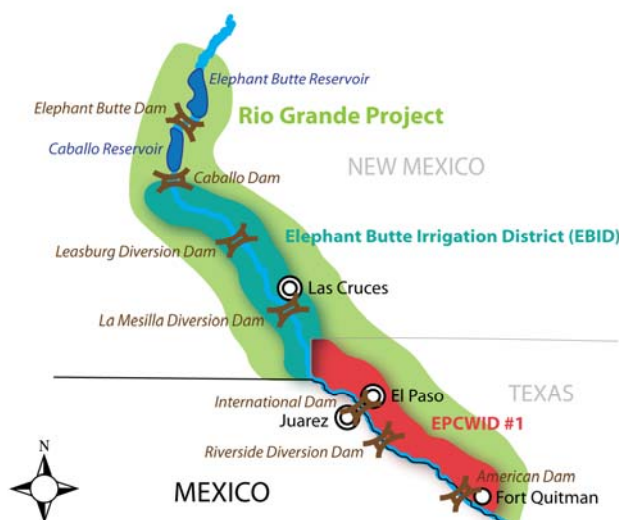 Elephant Butte Reservoir
Elephant Butte Dam
Rio Grande Project
Caballo Reservoir
NEW MEXICO
Caballo Dam
Elephant Butte Irrigation District (EBID)
Leasburg Diversion Dam
Las Cruces
La Mesilla Diversion Dam
El Paso
TEXAS
International Dam
Juarez
EPCWID #1
Riverside Diversion Dam
N
American Dam
MEXICO
Fort Quitman